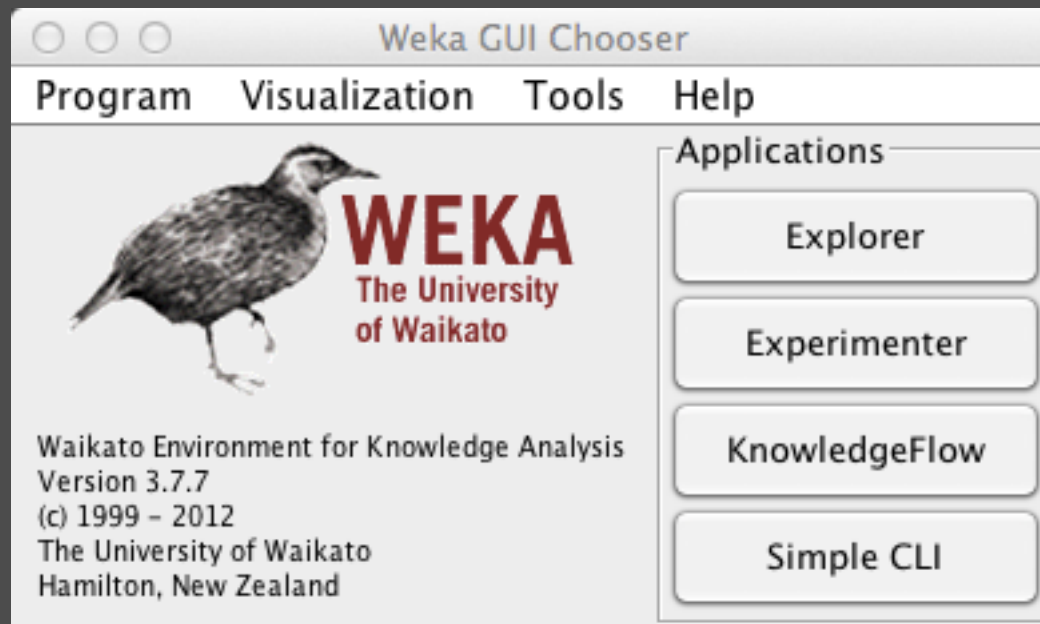 Weka GUI Chooser
Program Visualization Tools Help
WEKA
The University
of Waikato
Waikato Environment for Knowledge Analysis
Version 3.7.7
(c) 1999 – 2012
The University of Waikato
Hamilton, New Zealand
Applications
Explorer
Experimenter
KnowledgeFlow
Simple CLI